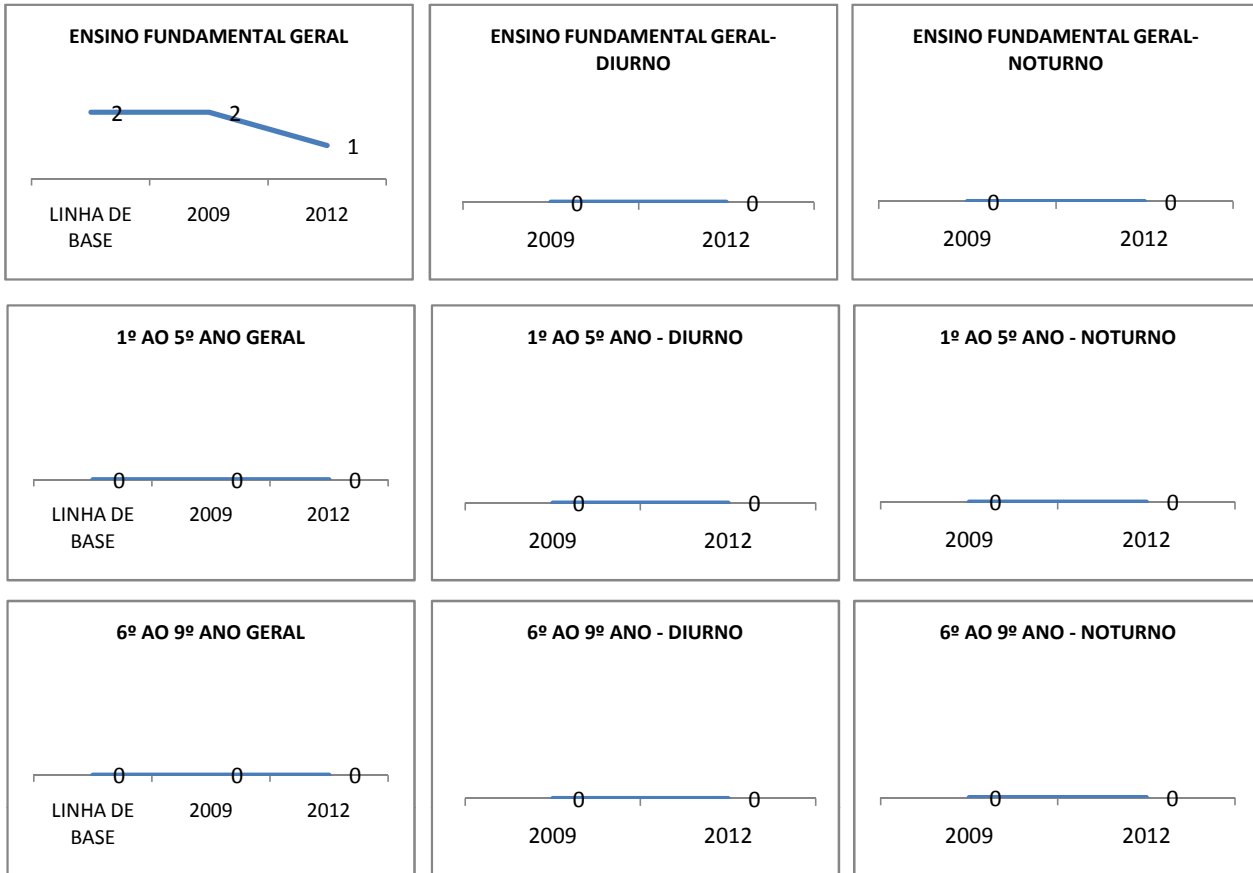 ENSINO FUNDAMENTAL GERAL
2
2
1
LINHA DE
BASE
2009
2012
ENSINO FUNDAMENTAL GERAL-
DIURNO
0
0
2009
2012
ENSINO FUNDAMENTAL GERAL-
NOTURNO
0
0
2009
2012
1º AO 5º ANO GERAL
0
0
0
LINHA DE
BASE
2009
2012
1º AO 5º ANO - DIURNO
0
0
2009
2012
1º AO 5º ANO - NOTURNO
0
0
2009
2012
6º AO 9º ANO GERAL
0
0
0
LINHA DE
BASE
2009
2012
6º AO 9º ANO - DIURNO
0
0
2009
2012
6º AO 9º ANO - NOTURNO
0
0
2009
2012